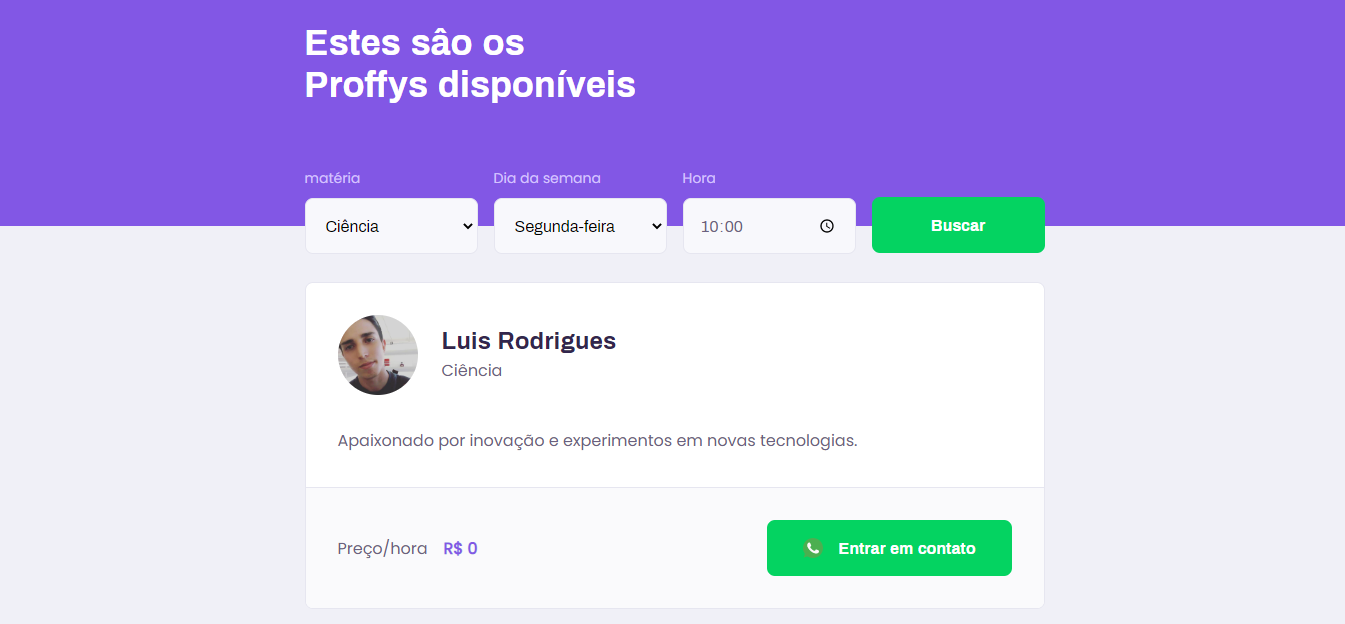 Estes sâo os
Proffys disponíveis
matéria
Dia da semana
Hora
Ciência
Segunda-feira
10:00
Buscar
Luis Rodrigues
Ciência
Apaixonado por inovação e experimentos em novas tecnologias.
Preço/hora R$ 0
Entrar em contato